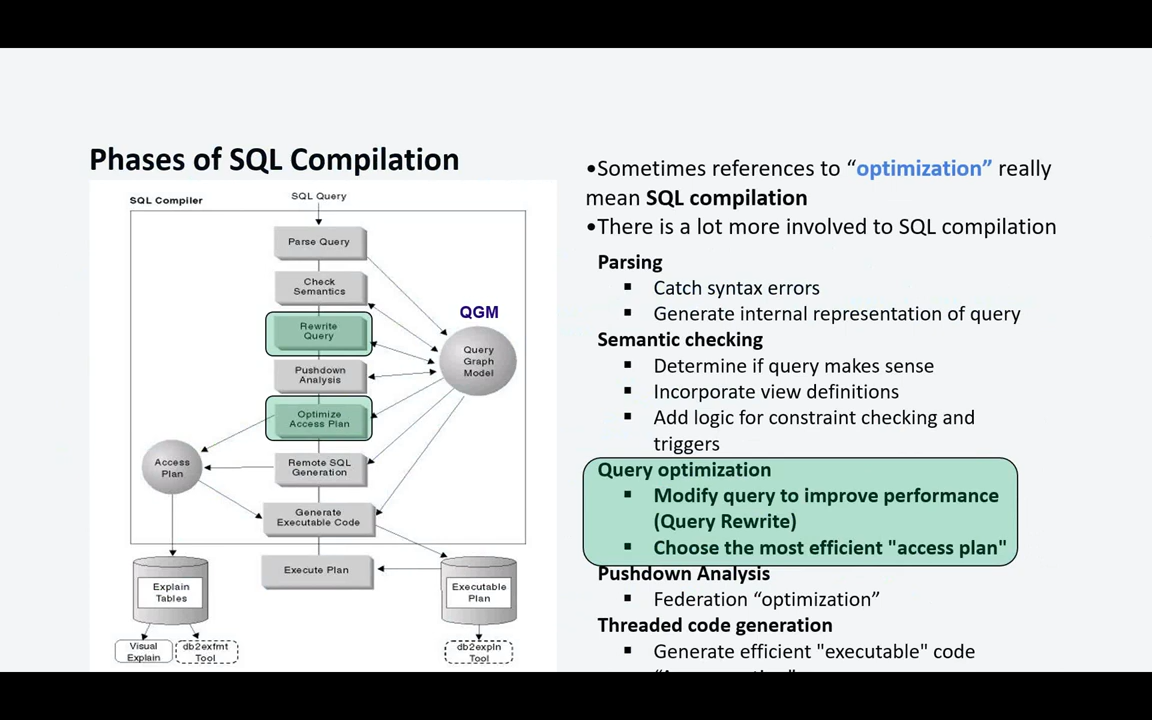 Phases of SQL Compilation
SQL Compiler
SQL Query
Parse Query
Check
Semantics
Rewrite
Query
Pushdown
Analysis
Optimize
Access Plan
Remote SQL
Generation
Generate
Executable Code
Execute Plan
QGM
Query
Graph
Model
Access
Plan
Explain
Tables
Visual
Explain
db2exfmt
Tool
Executable
Plan
db2expln
Tool
•Sometimes references to “optimization” really
mean SQL compilation
•There is a lot more involved to SQL compilation
Parsing
▪ Catch syntax errors
▪ Generate internal representation of query
Semantic checking
▪ Determine if query makes sense
▪ Incorporate view definitions
▪ Add logic for constraint checking and
triggers
Query optimization
▪ Modify query to improve performance
(Query Rewrite)
▪ Choose the most efficient "access plan"
Pushdown Analysis
▪ Federation “optimization”
Threaded code generation
▪ Generate efficient "executable" code